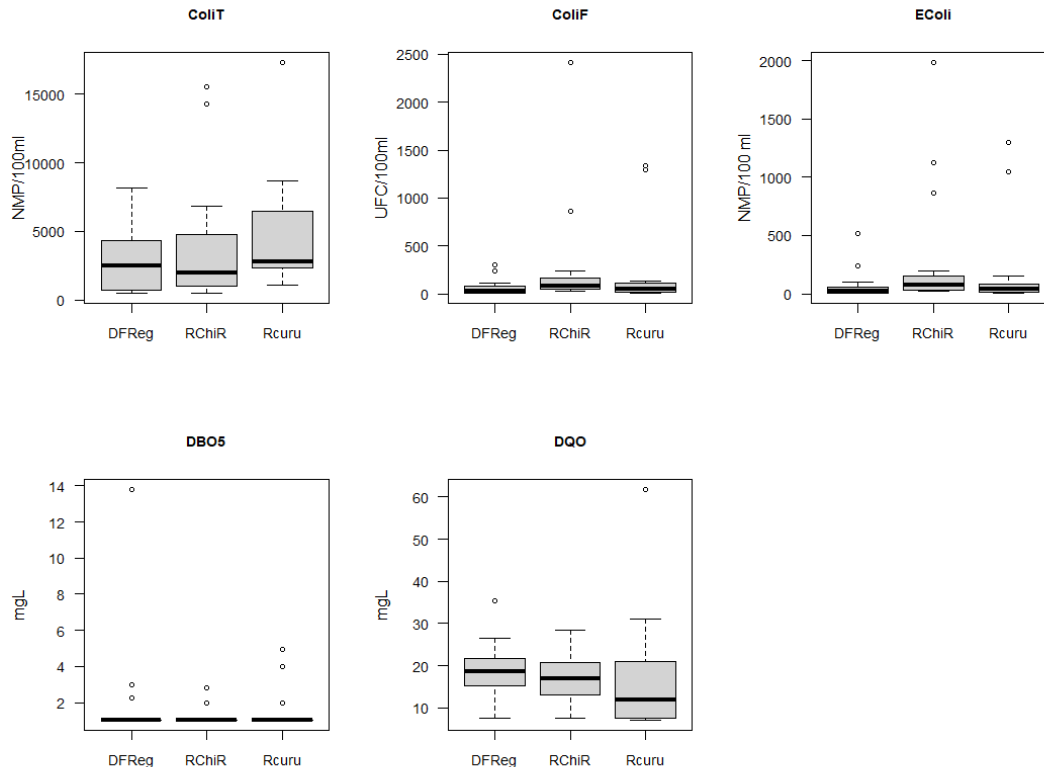 ColiT
NMP/100ml
15000
10000
5000
0
DFReg RChiR Rcuru
ColiF
UFC/100ml
2500
2000
1500
1000
500
0
DFReg RChiR Rcuru
EColi
NMP/100 ml
2000
1500
1000
500
0
DFReg RChiR Rcuru
DBO5
mgL
14
12
10
8
6
4
2
DFReg RChiR Rcuru
DQO
mgL
60
50
40
30
20
10
DFReg RChiR Rcuru